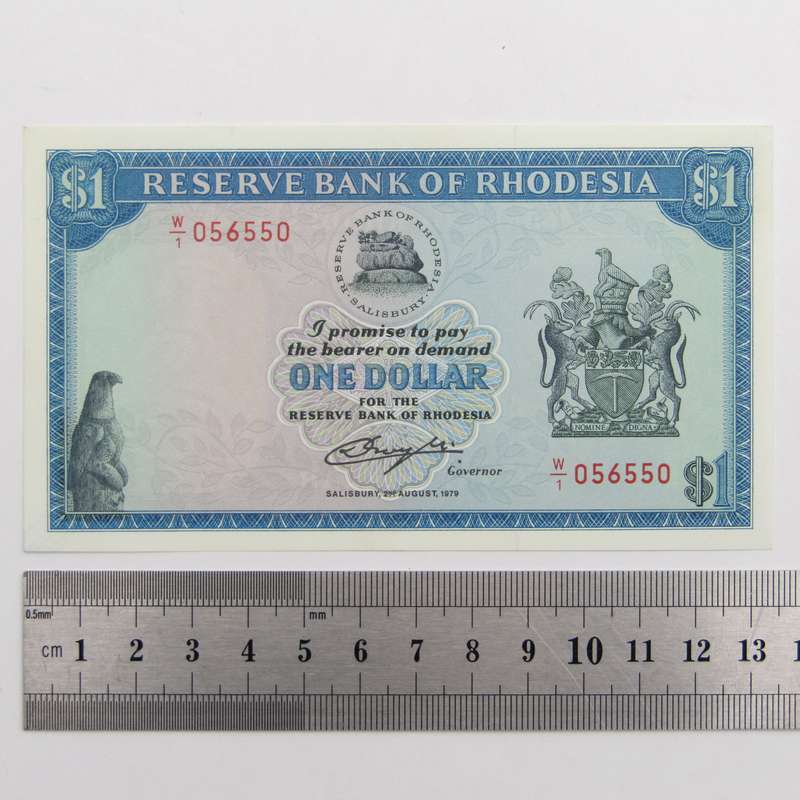 $1 RESERVE BANK OF RHODESIA $1
W/1 056550
RESERVE BANK OF RHODESIA
· SALISBURY ·
I promise to pay
the bearer on demand
ONE DOLLAR
FOR THE
RESERVE BANK OF RHODESIA
NOMINE DIGNA
Governor
W/1 056550
SALISBURY, 2ND AUGUST, 1979
$1
0.5mm mm
cm 1 2 3 4 5 6 7 8 9 10 11 12 13